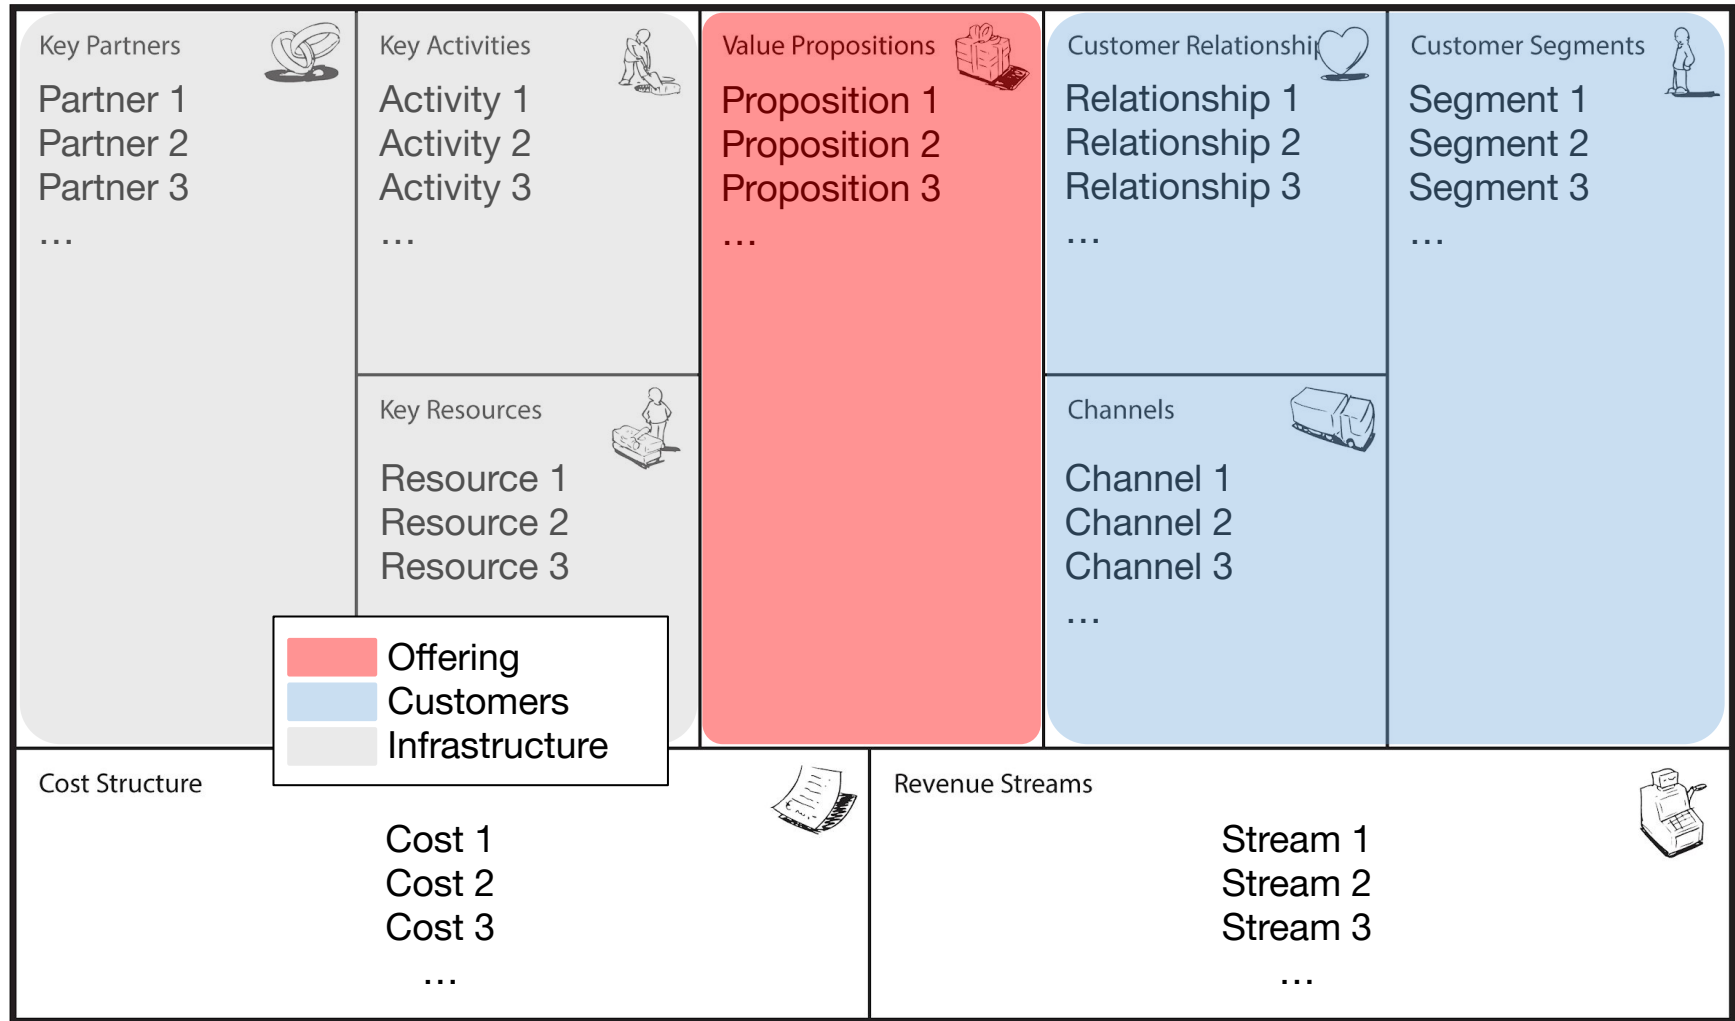 Key Partners
Partner 1
Partner 2
Partner 3
...
Key Activities
Activity 1
Activity 2
Activity 3
...
Key Resources
Resource 1
Resource 2
Resource 3
Value Propositions
Proposition 1
Proposition 2
Proposition 3
...
Customer Relationship
Relationship 1
Relationship 2
Relationship 3
...
Channels
Channel 1
Channel 2
Channel 3
...
Customer Segments
Segment 1
Segment 2
Segment 3
...
Offering
Customers
Infrastructure
Cost Structure
Cost 1
Cost 2
Cost 3
...
Revenue Streams
Stream 1
Stream 2
Stream 3
...